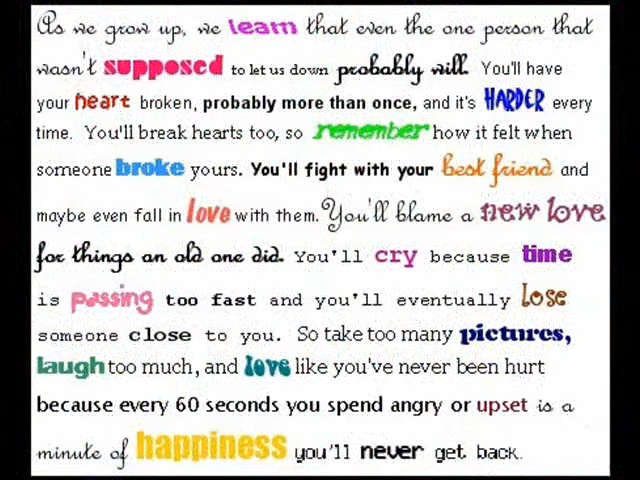 As we grow up, we learn that even the one person that
wasn't supposed to let us down probably will. You'll have
your heart broken, probably more than once, and it's HARDER every
time. You'll break hearts too, so remember how it felt when
someone broke yours. You'll fight with your best friend and
maybe even fall in love with them. You'll blame a new love
for things an old one did. You'll cry because time
is passing too fast and you'll eventually lose
someone close to you. So take too many pictures,
laugh too much, and love like you've never been hurt
because every 60 seconds you spend angry or upset is a
minute of happiness you'll never get back.